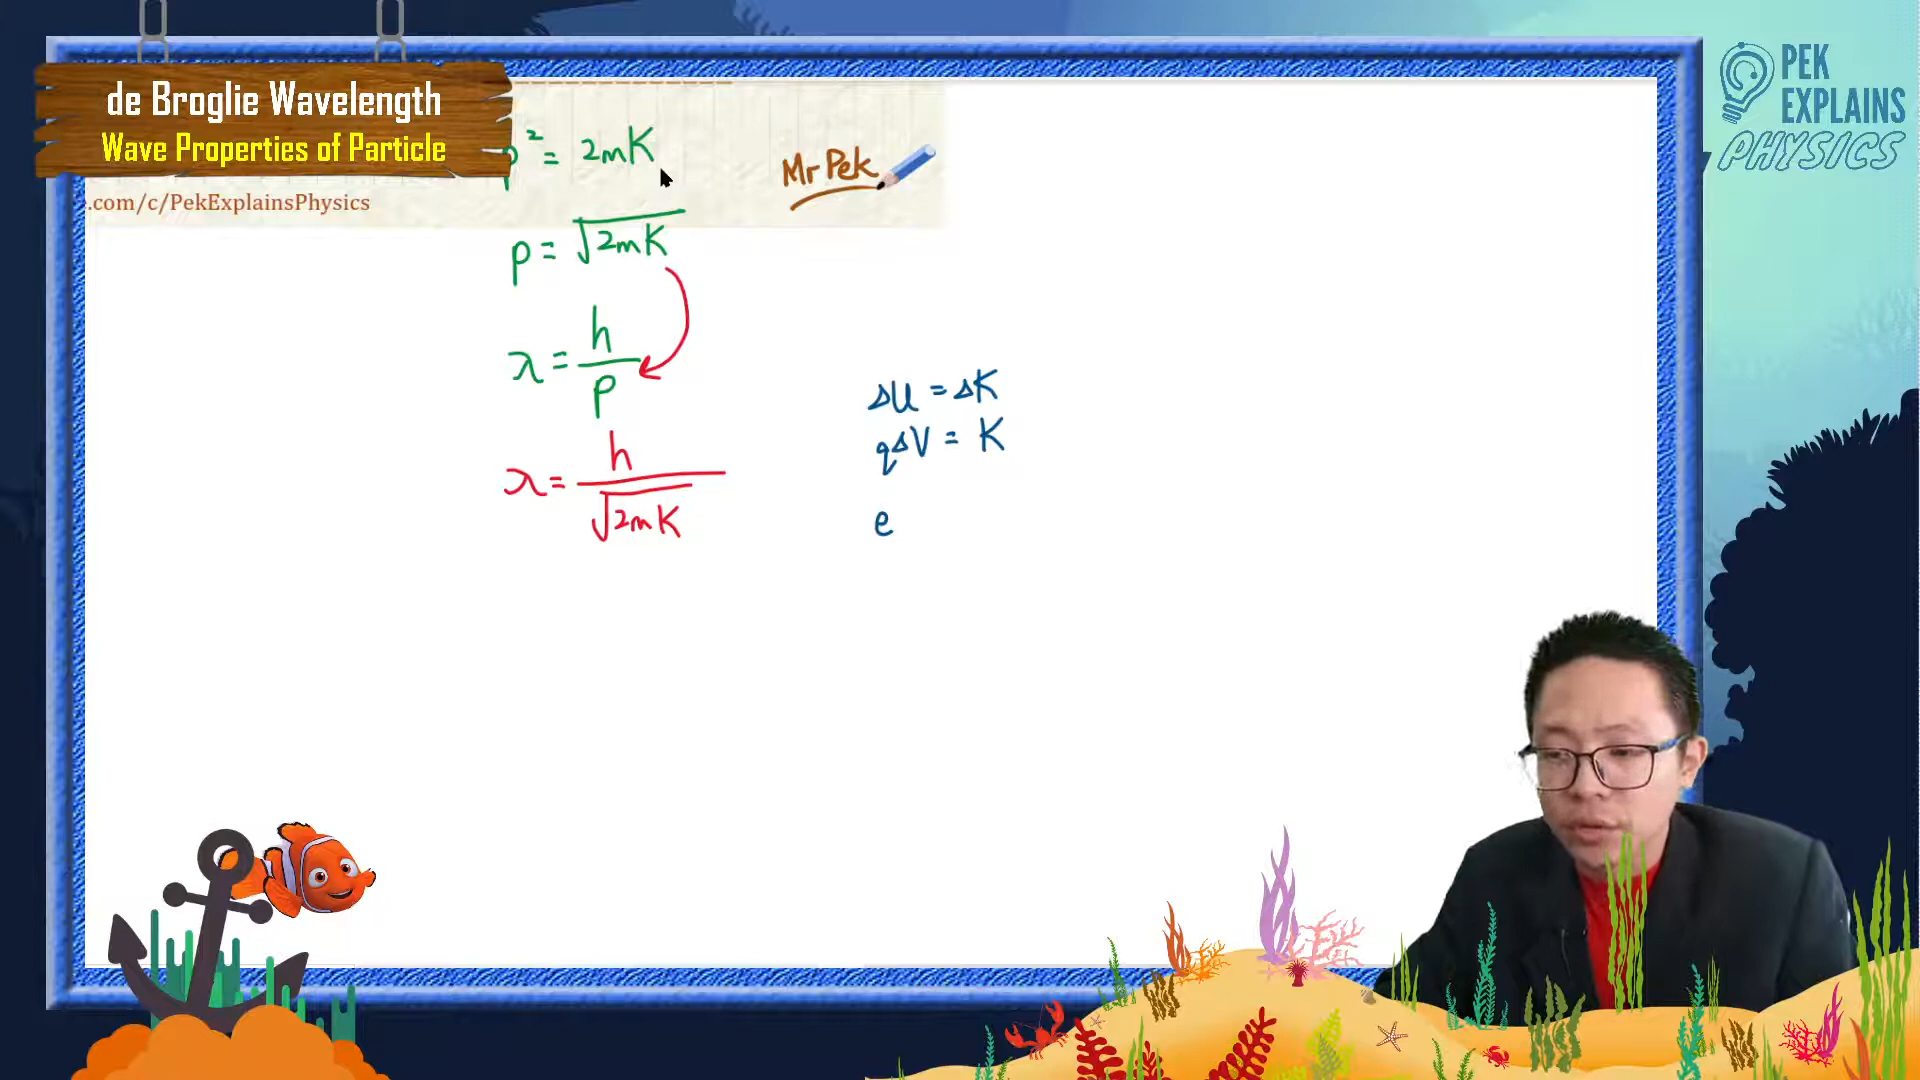 de Broglie Wavelength
Wave Properties of Particle
PEK
EXPLAINS
PHYSICS
p² = 2mK
Mr Pek
.com/c/PekExplainsPhysics
p = √2mK
λ = h/p
ΔU = ΔK
qΔV = K
λ = h/√2mK
e